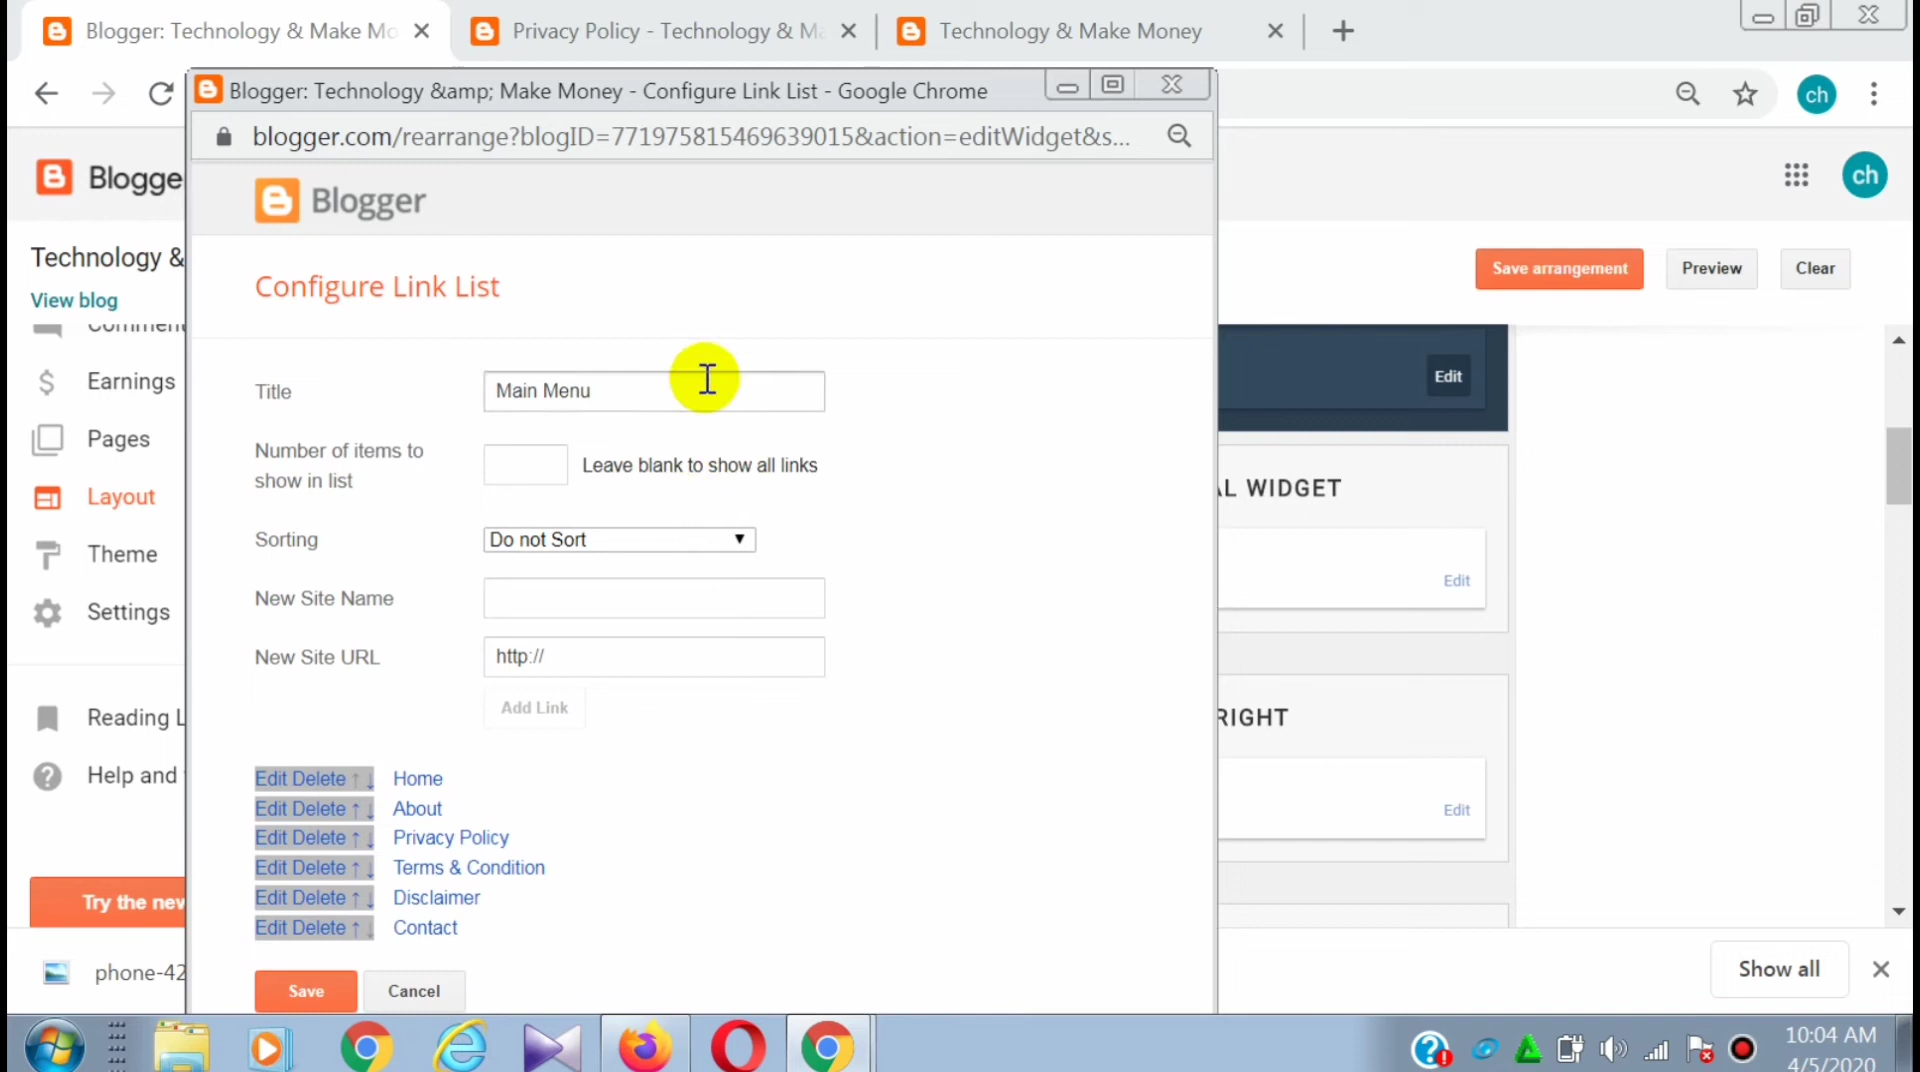 Blogger: Technology & Make Mo
Privacy Policy - Technology & Ma
Technology & Make Money
Blogger: Technology &amp; Make Money - Configure Link List - Google Chrome
ch
blogger.com/rearrange?blogID=771975815469639015&action=editWidget&s...
Blogge
Blogger
ch
Technology &
View blog
Configure Link List
Save arrangement
Preview
Clear
Comment
Earnings
Pages
Layout
Theme
Settings
Reading L
Help and
Try the new
phone-42
Title
Main Menu
Number of items to
show in list
Leave blank to show all links
Sorting
Do not Sort
New Site Name
New Site URL
http://
Add Link
Edit Delete ↑ ↓ Home
Edit Delete ↑ ↓ About
Edit Delete ↑ ↓ Privacy Policy
Edit Delete ↑ ↓ Terms & Condition
Edit Delete ↑ ↓ Disclaimer
Edit Delete ↑ ↓ Contact
Save
Cancel
Edit
L WIDGET
Edit
RIGHT
Edit
Show all
10:04 AM
4/5/2020